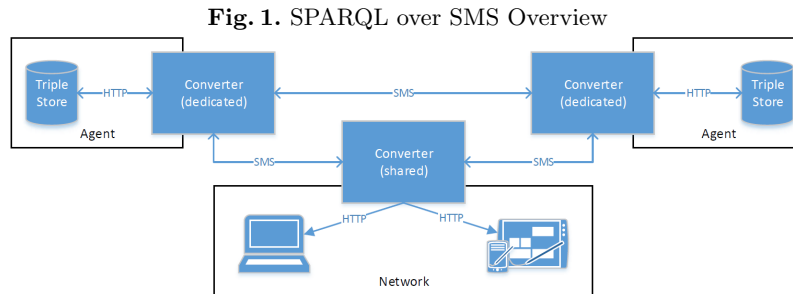 Fig. 1. SPARQL over SMS Overview
Triple
Store
HTTP
Converter
(dedicated)
SMS
Converter
(dedicated)
HTTP
Triple
Store
Agent
Agent
SMS
Converter
(shared)
SMS
HTTP
HTTP
Network